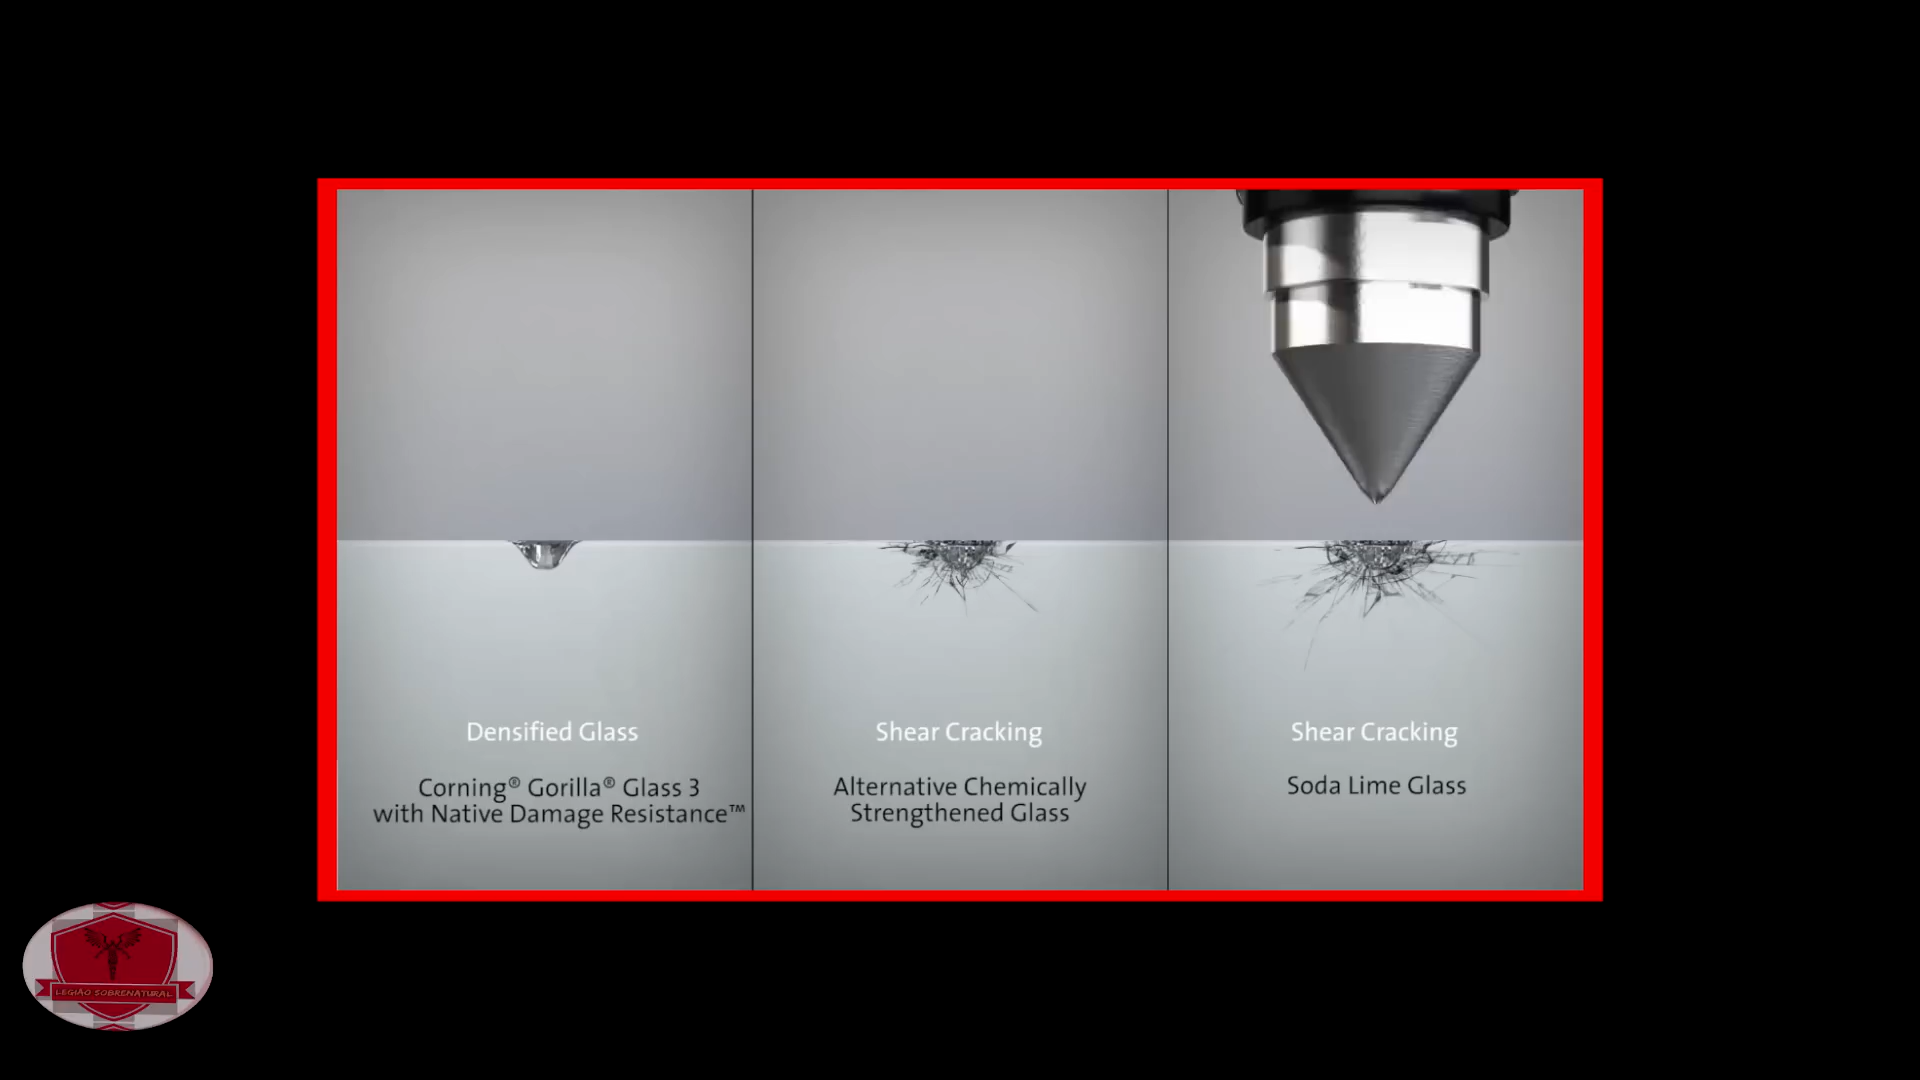 Densified Glass
Corning® Gorilla® Glass 3
with Native Damage Resistance™
Shear Cracking
Alternative Chemically
Strengthened Glass
Shear Cracking
Soda Lime Glass
LEGIÃO SOBRENATURAL